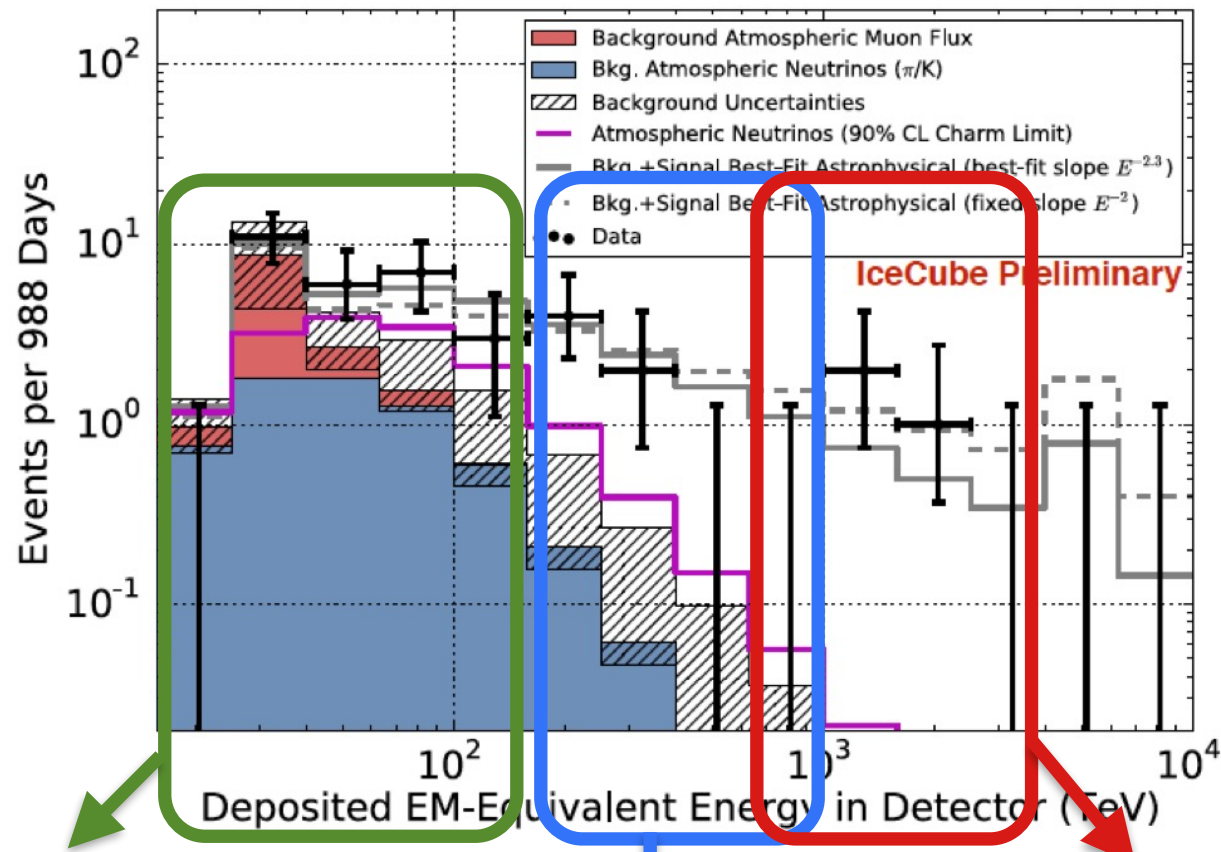 Background Atmospheric Muon Flux
Bkg. Atmospheric Neutrinos (π/K)
Background Uncertainties
Atmospheric Neutrinos (90% CL Charm Limit)
Bkg.+Signal Best-Fit Astrophysical (best-fit slope E^-2.3)
Bkg.+Signal Best-Fit Astrophysical (fixed slope E^-2)
Data
IceCube Preliminary
Events per 988 Days
10^2
10^1
10^0
10^-1
10^2 10^3 10^4
Deposited EM-Equivalent Energy in Detector (TeV)